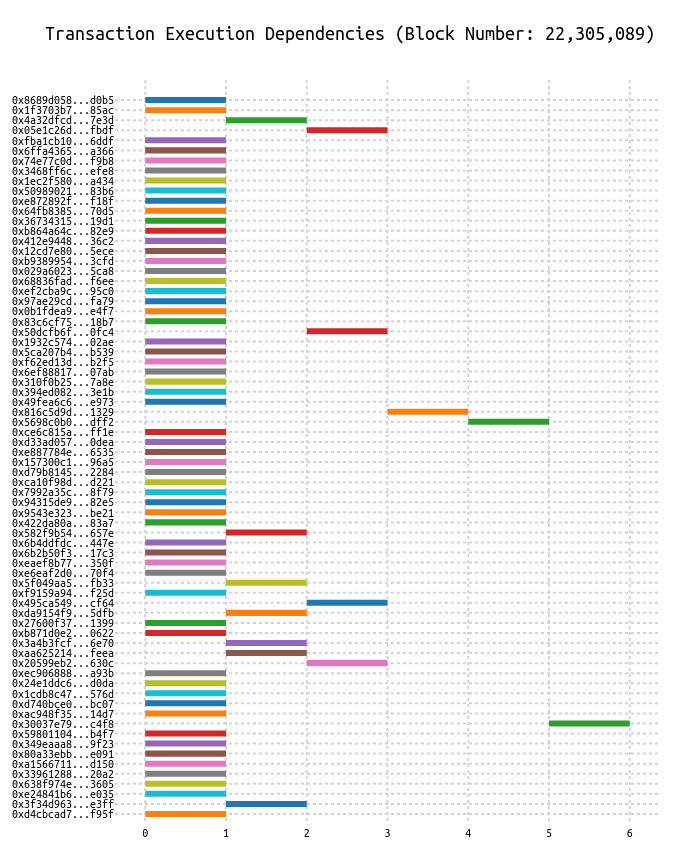 Transaction Execution Dependencies (Block Number: 22,305,089)
0x8689d058...d0b5
0x1f3703b7...85ac
0x4a32dfcd...7e3d
0x05e1c26d...fbdf
0xfba1cb10...6ddf
0x6ffa4365...a366
0x74e77c0d...f9b8
0x3468ff6c...efe8
0x1ec2f580...a434
0x50989021...83b6
0xe872892f...f18f
0x64fb8385...70d5
0x36734315...19d1
0xb864a64c...82e9
0x412e9448...36c2
0x12cd7e80...5ece
0xb9389954...3cfd
0x029a6023...5ca8
0x68836fad...f6ee
0xef2cba9c...95c0
0x97ae29cd...fa79
0x0b1fdea9...e4f7
0x83c6cf75...18b7
0x50dcfb6f...0fc4
0x1932c574...02ae
0x5ca207b4...b539
0xf62ed13d...b2f5
0x6ef88817...07ab
0x310f0b25...7a8e
0x394ed082...3e1b
0x49fea6c6...e973
0x816c5d9d...1329
0x5698c0b0...dff2
0xce6c815a...ff1e
0xd33ad057...0dea
0xe887784e...6535
0x157300c1...96a5
0xd79b8145...2284
0xca10f98d...d221
0x7992a35c...8f79
0x94315de9...82e5
0x9543e323...be21
0x422da80a...83a7
0x582f9b54...657e
0x6b4ddfdc...447e
0x6b2b50f3...17c3
0xeaef8b77...350f
0xe6eaf2d0...70f4
0x5f049aa5...fb33
0xf9159a94...f25d
0x495ca549...cf64
0xda9154f9...5dfb
0x27600f37...1399
0xb871d0e2...0622
0x3a4b3fcf...6e70
0xaa625214...feea
0x20599eb2...630c
0xec906888...a93b
0x24e1ddc6...d0da
0x1cdb8c47...576d
0xd740bce0...bc07
0xac948f35...14d7
0x30037e79...c4f8
0x59801104...b4f7
0x349eaaa8...9f23
0x80a33ebb...e091
0xa1566711...d150
0x33961288...20a2
0x638f974e...3605
0xe24841b6...e035
0x3f34d963...e3ff
0xd4cbcad7...f95f
0 1 2 3 4 5 6